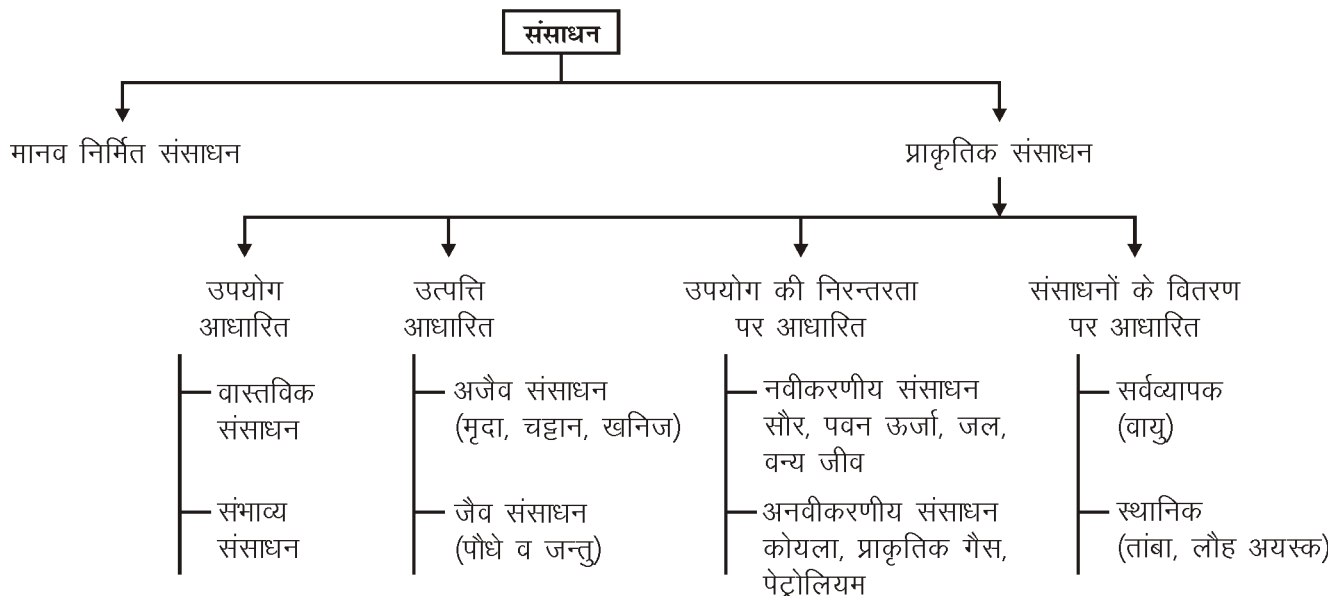 संसाधन
मानव निर्मित संसाधन
प्राकृतिक संसाधन
उपयोग
आधारित
वास्तविक
संसाधन
संभाव्य
संसाधन
उत्पत्ति
आधारित
अजैव संसाधन
(मृदा, चट्टान, खनिज)
जैव संसाधन
(पौधे व जन्तु)
उपयोग की निरन्तरता
पर आधारित
नवीकरणीय संसाधन
सौर, पवन ऊर्जा, जल,
वन्य जीव
अनवीकरणीय संसाधन
कोयला, प्राकृतिक गैस,
पेट्रोलियम
संसाधनों के वितरण
पर आधारित
सर्वव्यापक
(वायु)
स्थानिक
(तांबा, लौह अयस्क)